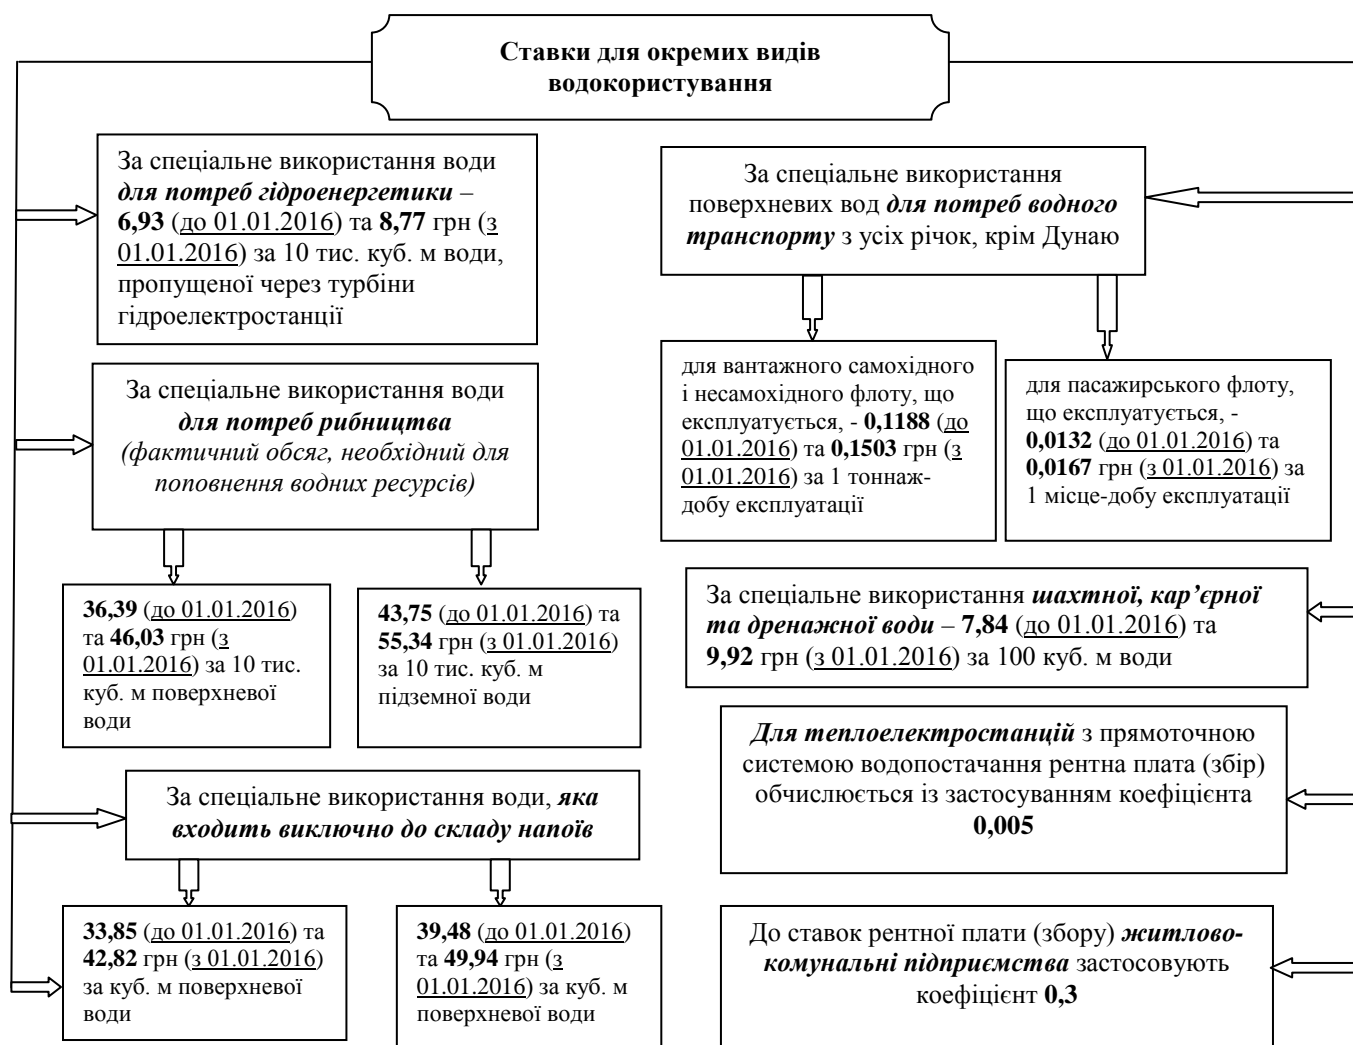 Ставки для окремих видів
водокористування
За спеціальне використання води
для потреб гідроенергетики –
6,93 (до 01.01.2016) та 8,77 грн (з
01.01.2016) за 10 тис. куб. м води,
пропущеної через турбіни
гідроелектростанції
За спеціальне використання
поверхневих вод для потреб водного
транспорту з усіх річок, крім Дунаю
для вантажного самохідного
і несамохідного флоту, що
експлуатується, - 0,1188 (до
01.01.2016) та 0,1503 грн (з
01.01.2016) за 1 тоннаж-
добу експлуатації
для пасажирського флоту,
що експлуатується, -
0,0132 (до 01.01.2016) та
0,0167 грн (з 01.01.2016) за
1 місце-добу експлуатації
За спеціальне використання води
для потреб рибництва
(фактичний обсяг, необхідний для
поповнення водних ресурсів)
36,39 (до 01.01.2016)
та 46,03 грн (з
01.01.2016) за 10 тис.
куб. м поверхневої
води
43,75 (до 01.01.2016) та
55,34 грн (з 01.01.2016)
за 10 тис. куб. м
підземної води
За спеціальне використання шахтної, кар’єрної
та дренажної води – 7,84 (до 01.01.2016) та
9,92 грн (з 01.01.2016) за 100 куб. м води
Для теплоелектростанцій з прямоточною
системою водопостачання рентна плата (збір)
обчислюється із застосуванням коефіцієнта
0,005
За спеціальне використання води, яка
входить виключно до складу напоїв
33,85 (до 01.01.2016) та
42,82 грн (з 01.01.2016)
за куб. м поверхневої
води
39,48 (до 01.01.2016)
та 49,94 грн (з
01.01.2016) за куб. м
поверхневої води
До ставок рентної плати (збору) житлово-
комунальні підприємства застосовують
коефіцієнт 0,3